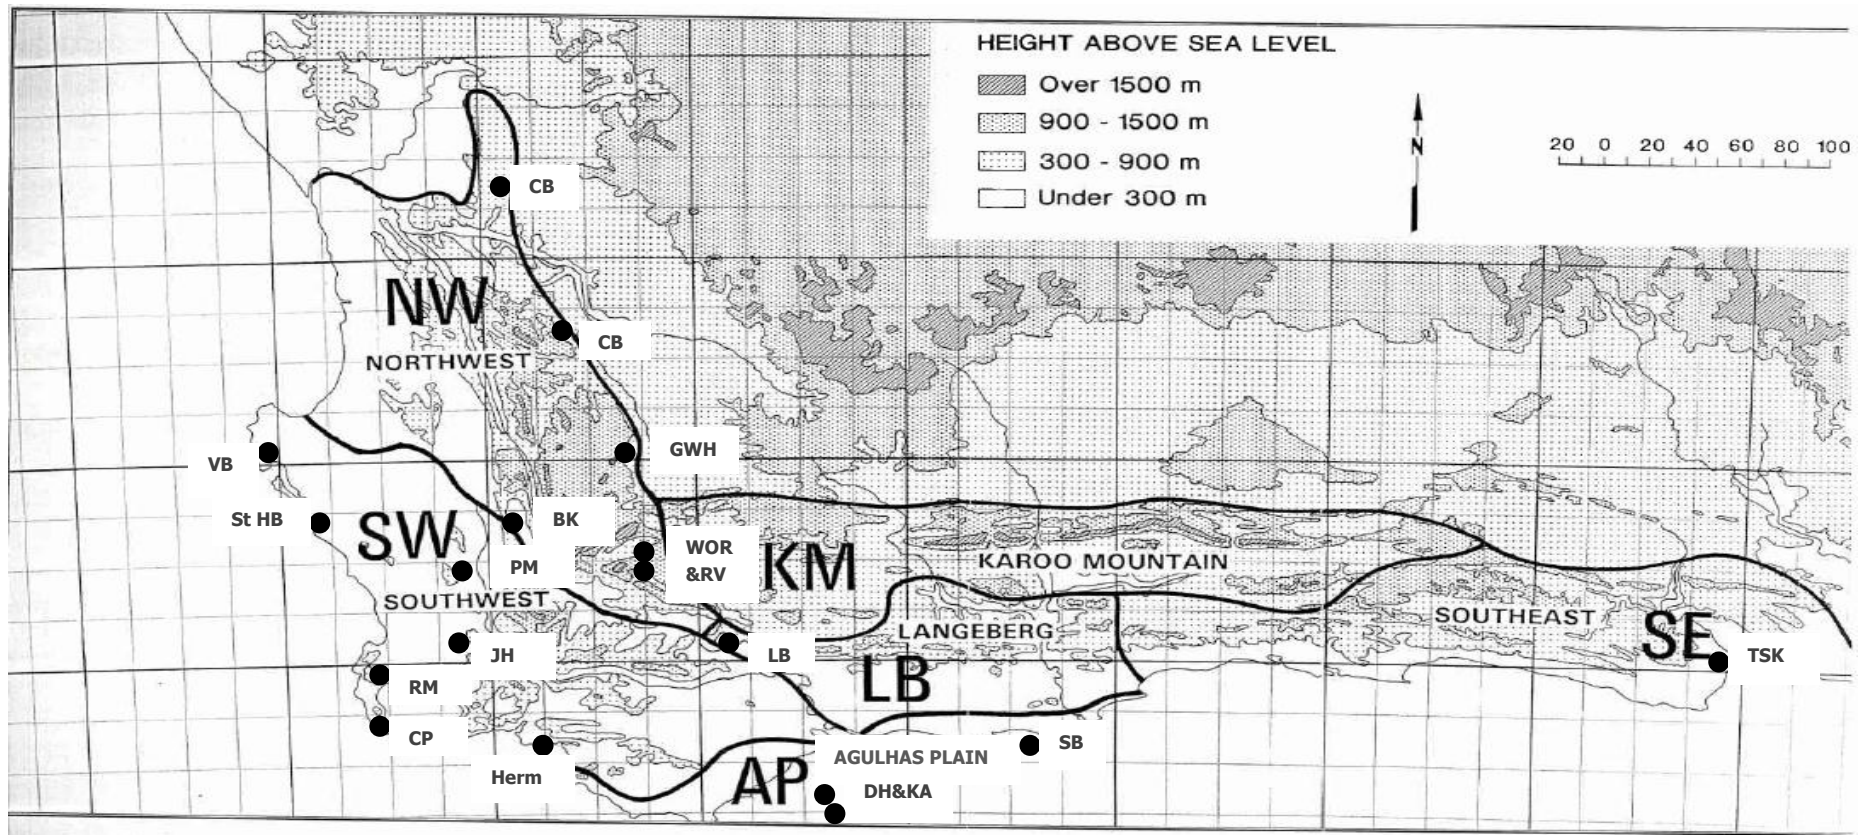 HEIGHT ABOVE SEA LEVEL
Over 1500 m
900 - 1500 m
300 - 900 m
Under 300 m
N
20 0 20 40 60 80 100
CB
NW
NORTHWEST
CB
GWH
VB
St HB
SW
BK
PM
WOR
&RV
KM
KAROO MOUNTAIN
SOUTHWEST
LANGEBERG
SOUTHEAST
SE
TSK
JH
LB
LB
RM
CP
Herm
AP
AGULHAS PLAIN
SB
DH&KA